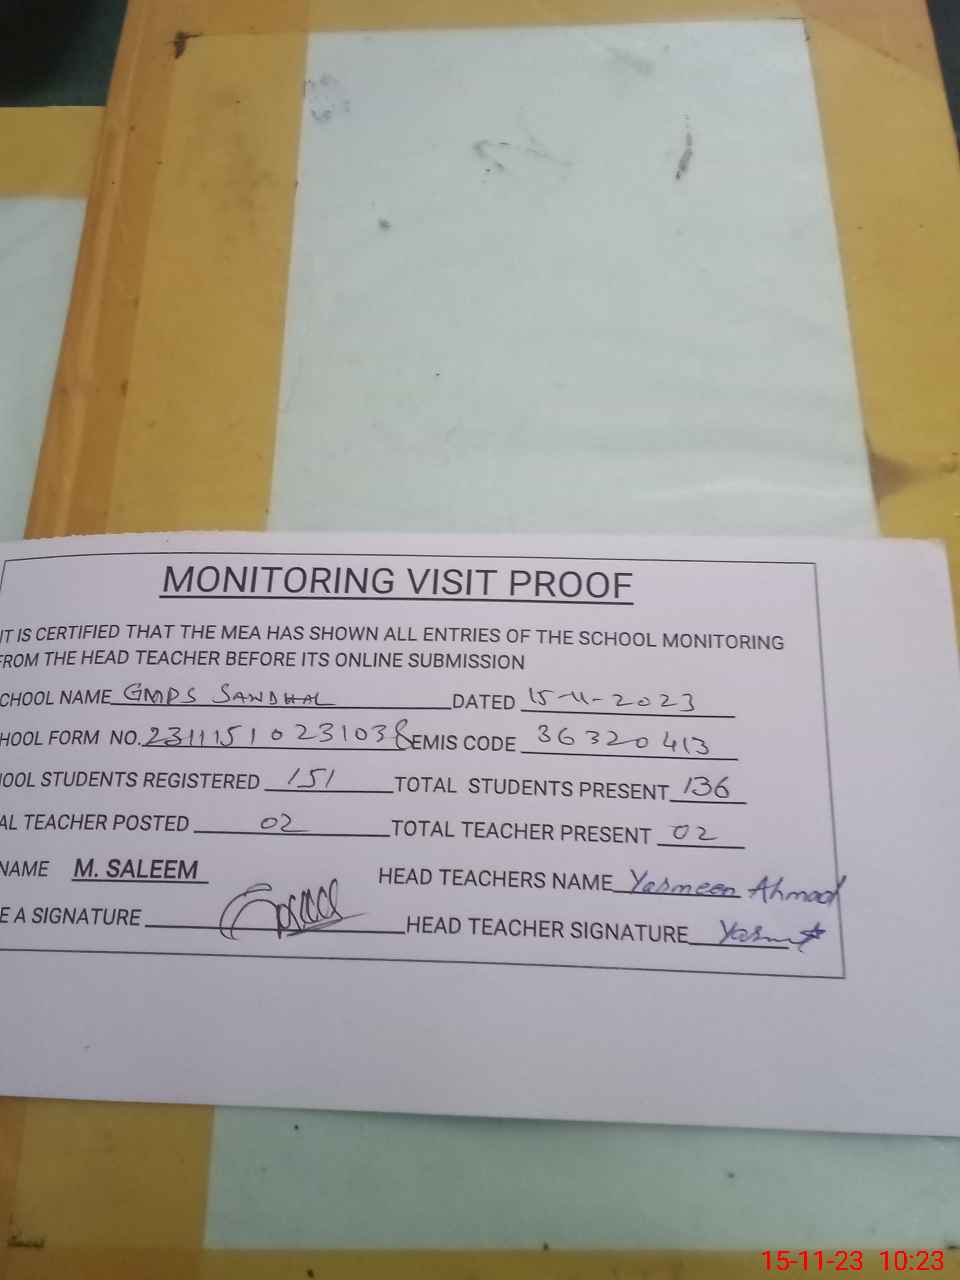 MONITORING VISIT PROOF
IT IS CERTIFIED THAT THE MEA HAS SHOWN ALL ENTRIES OF THE SCHOOL MONITORING
FROM THE HEAD TEACHER BEFORE ITS ONLINE SUBMISSION
CHOOL NAME GMPS SANDHAL DATED 15-11-2023
HOOL FORM NO. 2311151023103 EMIS CODE 36320413
OOL STUDENTS REGISTERED 151 TOTAL STUDENTS PRESENT 136
AL TEACHER POSTED 02 TOTAL TEACHER PRESENT 02
NAME M. SALEEM HEAD TEACHERS NAME Yasmeen Ahmad
E A SIGNATURE HEAD TEACHER SIGNATURE
15-11-23 10:23